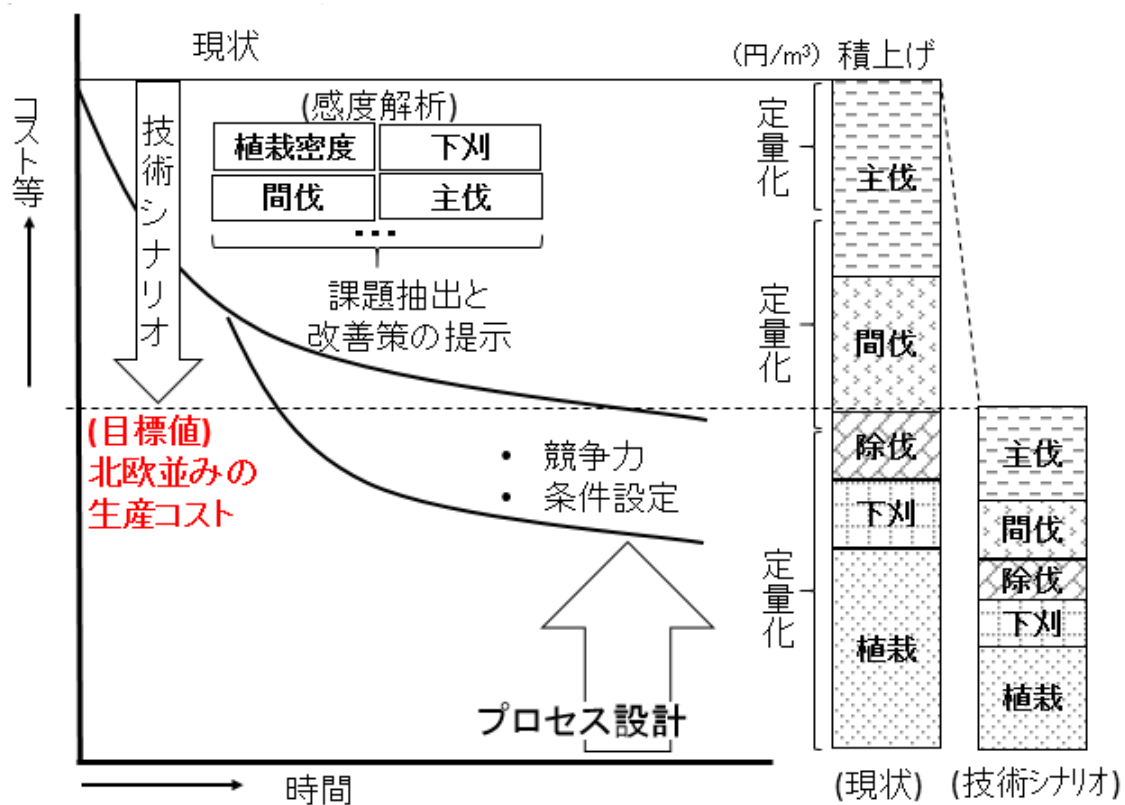 現状
コスト等
技術シナリオ
(感度解析)
植栽密度
下刈
間伐
主伐
…
課題抽出と
改善策の提示
(目標値)
北欧並みの
生産コスト
• 競争力
• 条件設定
プロセス設計
時間
(円/m³)
積上げ
定量化
定量化
定量化
主伐
間伐
除伐
下刈
植栽
(現状)
主伐
間伐
除伐
下刈
植栽
(技術シナリオ)